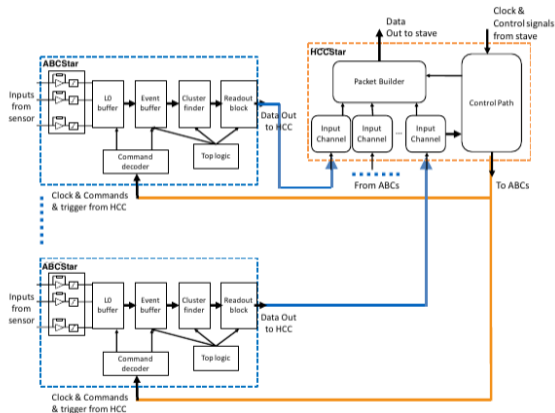 Data
Out to stave
Clock &
Control signals
from stave
HCCStar
Packet Builder
Control Path
Input
Channel
Input
Channel
...
Input
Channel
From ABCs
To ABCs
ABCStar
Inputs
from
sensor
L0
buffer
Event
buffer
Cluster
finder
Readout
block
Data Out
to HCC
Command
decoder
Top logic
Clock & Commands
& trigger from HCC
ABCStar
Inputs
from
sensor
L0
buffer
Event
buffer
Cluster
finder
Readout
block
Data Out
to HCC
Command
decoder
Top logic
Clock & Commands
& trigger from HCC